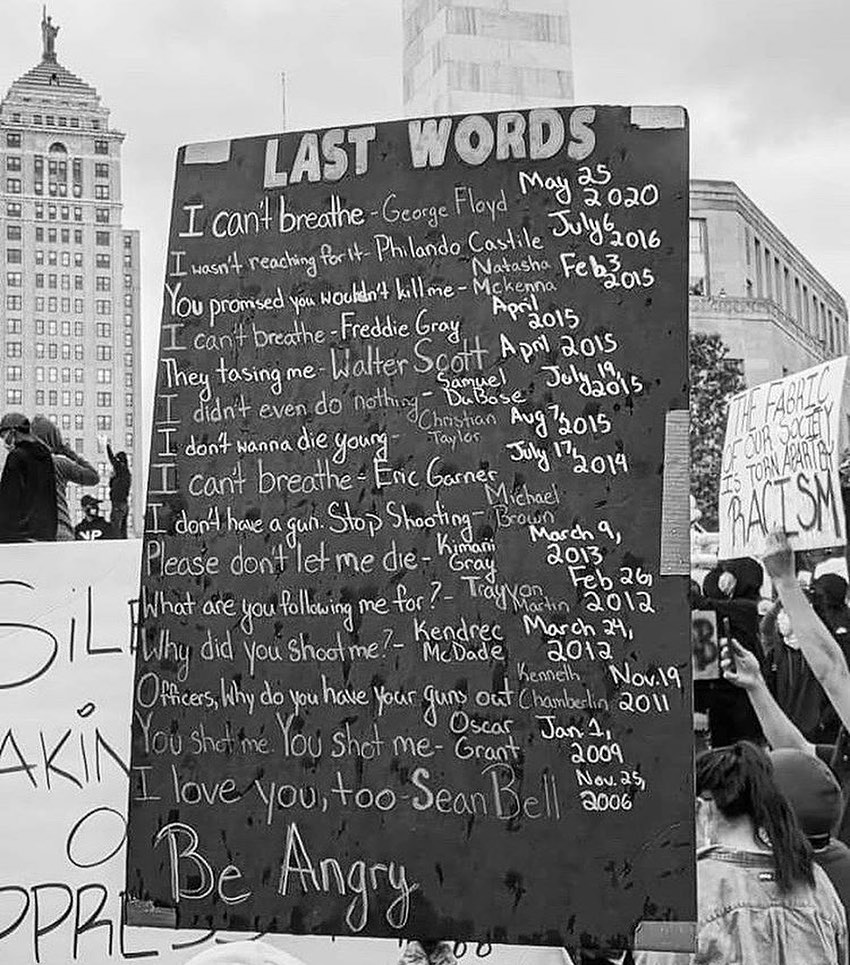 LAST WORDS
I can't breathe - George Floyd May 25 2020
I wasn't reaching for it - Philando Castile July 6 2016
You promised you wouldn't kill me - Natasha Mckenna Feb 3 2015
I can't breathe - Freddie Gray April 2015
They tasing me - Walter Scott April 2015
I didn't even do nothing - Samuel DuBose July 19, 2015
I don't wanna die young - Christian Taylor Aug 7, 2015
I can't breathe - Eric Garner July 17, 2014
I don't have a gun. Stop Shooting - Michael Brown
Please don't let me die - Kimani Gray March 9, 2013
What are you following me for? - Trayvon Martin Feb 26, 2012
Why did you shoot me? - Kendrec McDade March 24, 2012
Officers, Why do you have your guns out Kenneth Chamberlin Nov. 19 2011
You shot me. You shot me - Oscar Grant Jan. 1, 2009
I love you, too - Sean Bell Nov. 25, 2006
Be Angry
THE FABRIC
OF OUR SOCIETY
IS TORN APART BY
RACISM
SiL
AKiN
O
PPRESS